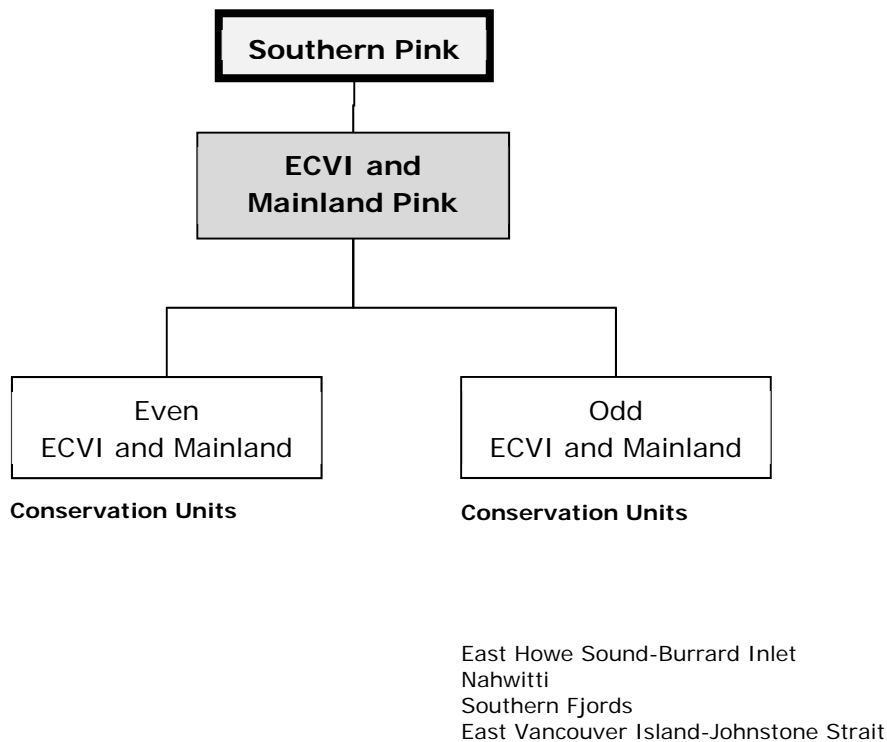 Southern Pink
ECVI and
Mainland Pink
Even
ECVI and Mainland
Odd
ECVI and Mainland
Conservation Units
Conservation Units
East Howe Sound-Burrard Inlet
Nahwitti
Southern Fjords
East Vancouver Island-Johnstone Strait